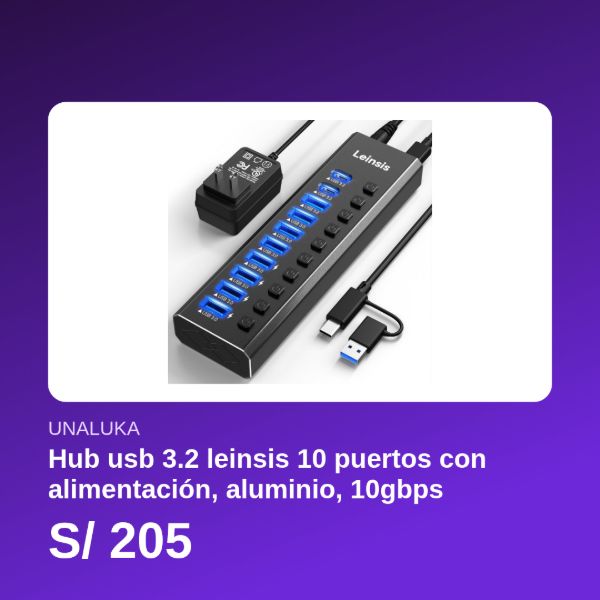 Leinsis
UNALUKA
Hub usb 3.2 leinsis 10 puertos con
alimentación, aluminio, 10gbps
S/ 205